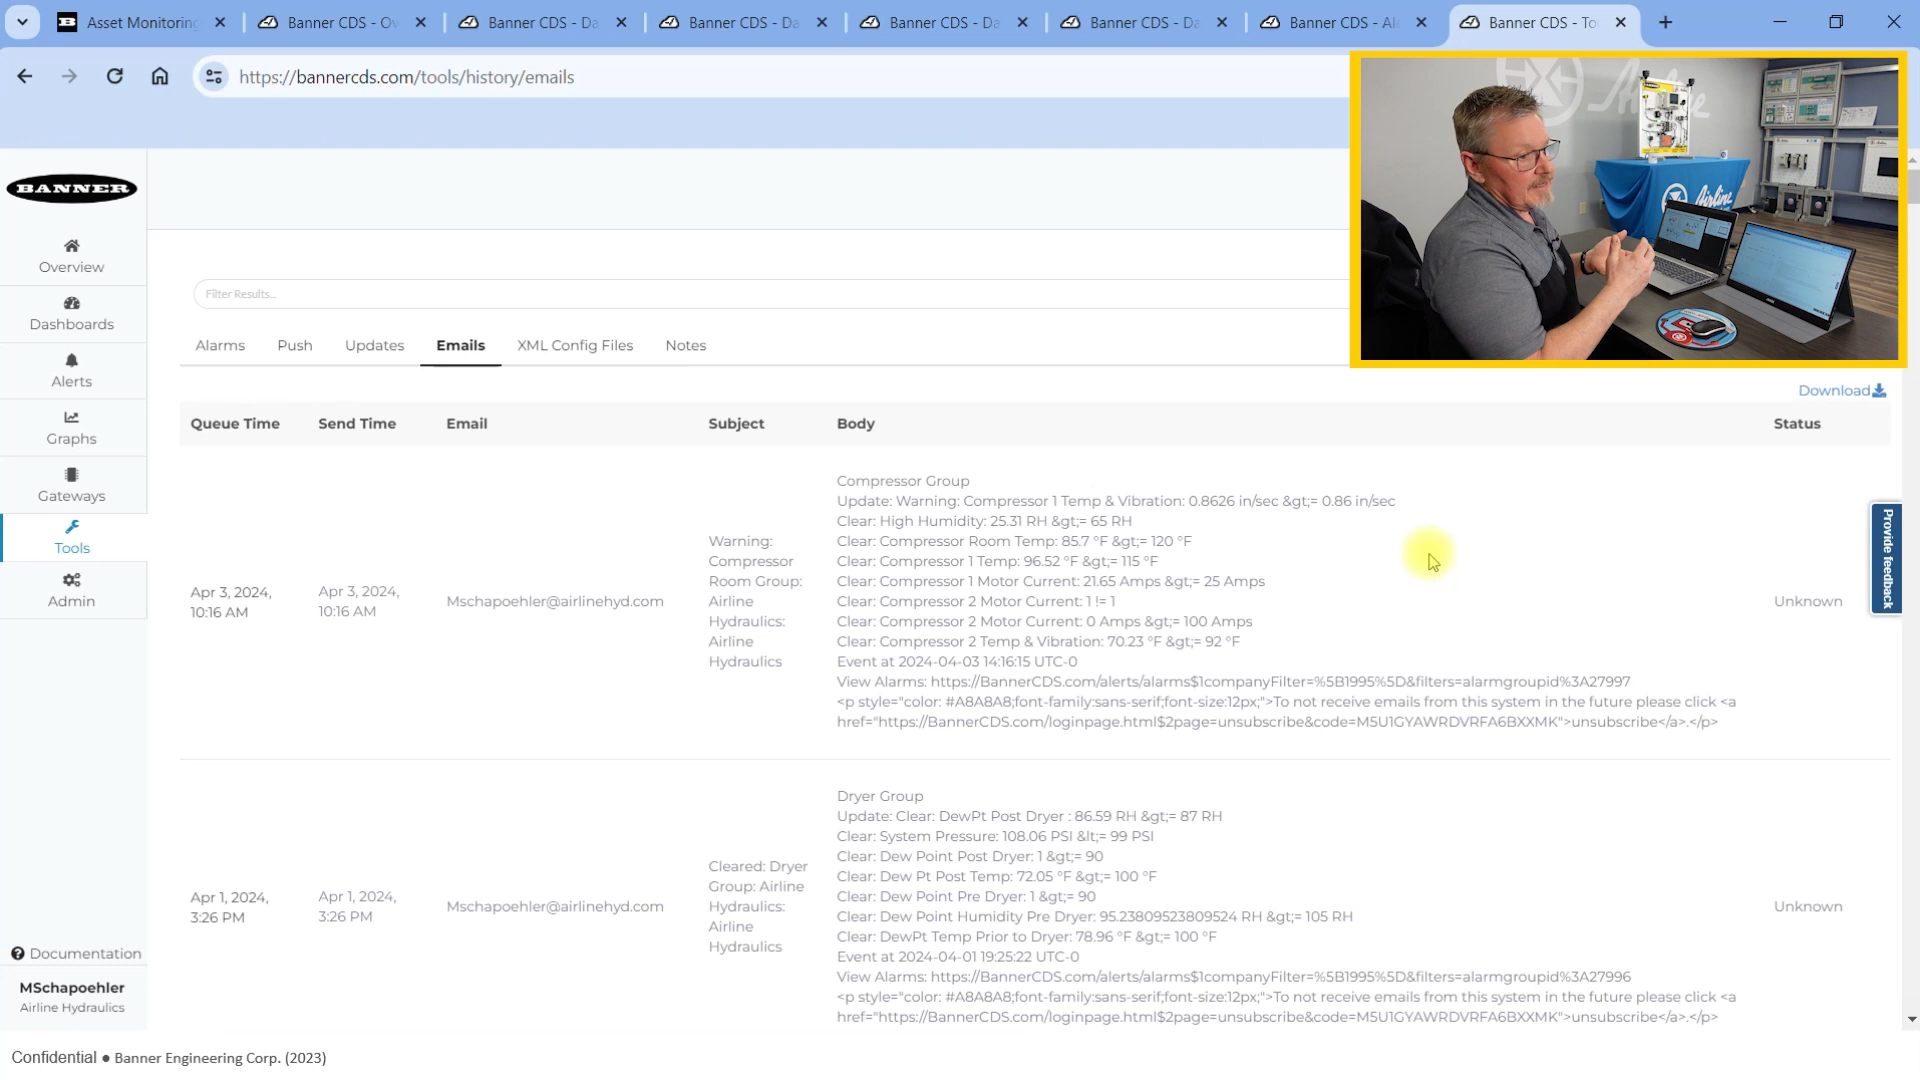 Asset Monitoring
Banner CDS - Ov
Banner CDS - Da
Banner CDS - Da
Banner CDS - Da
Banner CDS - Da
Banner CDS - Ale
Banner CDS - Too
https://bannercds.com/tools/history/emails
BANNER
Overview
Dashboards
Alerts
Graphs
Gateways
Tools
Admin
Documentation
MSchapoehler
Airline Hydraulics
Filter Results...
Alarms Push Updates Emails XML Config Files Notes
Download
Queue Time Send Time Email Subject Body Status
Apr 3, 2024,
10:16 AM
Apr 3, 2024,
10:16 AM
Mschapoehler@airlinehyd.com
Warning:
Compressor
Room Group:
Airline
Hydraulics:
Airline
Hydraulics
Compressor Group
Update: Warning: Compressor 1 Temp & Vibration: 0.8626 in/sec &gt;= 0.86 in/sec
Clear: High Humidity: 25.31 RH &gt;= 65 RH
Clear: Compressor Room Temp: 85.7 °F &gt;= 120 °F
Clear: Compressor 1 Temp: 96.52 °F &gt;= 115 °F
Clear: Compressor 1 Motor Current: 21.65 Amps &gt;= 25 Amps
Clear: Compressor 2 Motor Current: 1 != 1
Clear: Compressor 2 Motor Current: 0 Amps &gt;= 100 Amps
Clear: Compressor 2 Temp & Vibration: 70.23 °F &gt;= 92 °F
Event at 2024-04-03 14:16:15 UTC-0
View Alarms: https://BannerCDS.com/alerts/alarms$1companyFilter=%5B1995%5D&filters=alarmgroupid%3A27997
<p style="color: #A8A8A8;font-family:sans-serif;font-size:12px;">To not receive emails from this system in the future please click <a
href="https://BannerCDS.com/loginpage.html$2page=unsubscribe&code=M5U1GYAWRDVRFA6BXXMK">unsubscribe</a>.</p>
Unknown
Apr 1, 2024,
3:26 PM
Apr 1, 2024,
3:26 PM
Mschapoehler@airlinehyd.com
Cleared: Dryer
Group: Airline
Hydraulics:
Airline
Hydraulics
Dryer Group
Update: Clear: DewPt Post Dryer : 86.59 RH &gt;= 87 RH
Clear: System Pressure: 108.06 PSI &lt;= 99 PSI
Clear: Dew Point Post Dryer: 1 &gt;= 90
Clear: Dew Pt Post Temp: 72.05 °F &gt;= 100 °F
Clear: Dew Point Pre Dryer: 1 &gt;= 90
Clear: Dew Point Humidity Pre Dryer: 95.23809523809524 RH &gt;= 105 RH
Clear: DewPt Temp Prior to Dryer: 78.96 °F &gt;= 100 °F
Event at 2024-04-01 19:25:22 UTC-0
View Alarms: https://BannerCDS.com/alerts/alarms$1companyFilter=%5B1995%5D&filters=alarmgroupid%3A27996
<p style="color: #A8A8A8;font-family:sans-serif;font-size:12px;">To not receive emails from this system in the future please click <a
href="https://BannerCDS.com/loginpage.html$2page=unsubscribe&code=M5U1GYAWRDVRFA6BXXMK">unsubscribe</a>.</p>
Unknown
Provide feedback
Airline
Confidential ● Banner Engineering Corp. (2023)